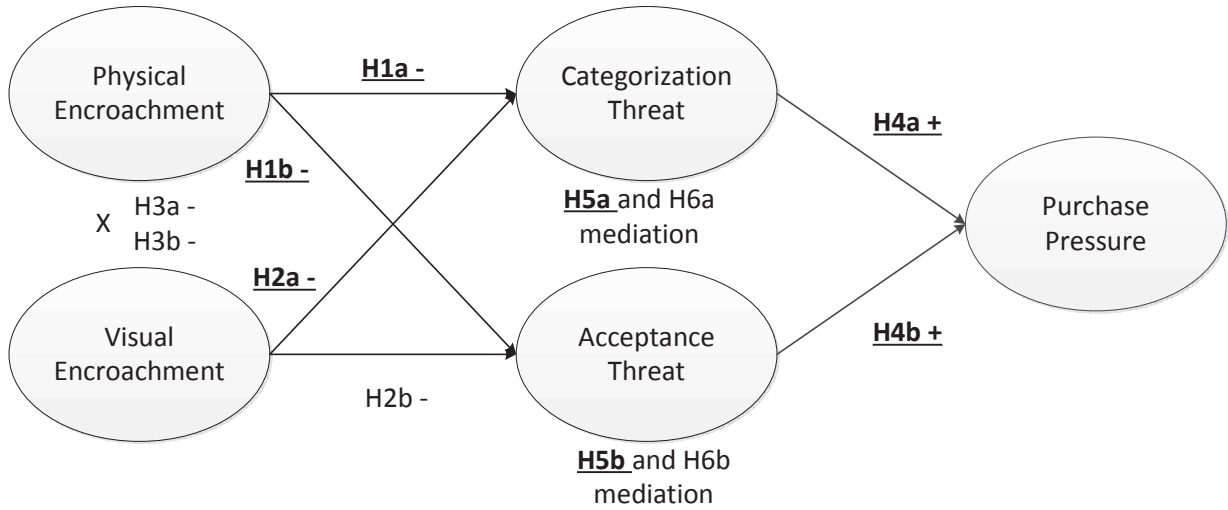 Physical
Encroachment
H1a -
Categorization
Threat
H1b -
H4a +
X
H3a -
H3b -
H5a and H6a
mediation
Purchase
Pressure
H2a -
Visual
Encroachment
Acceptance
Threat
H4b +
H2b -
H5b and H6b
mediation